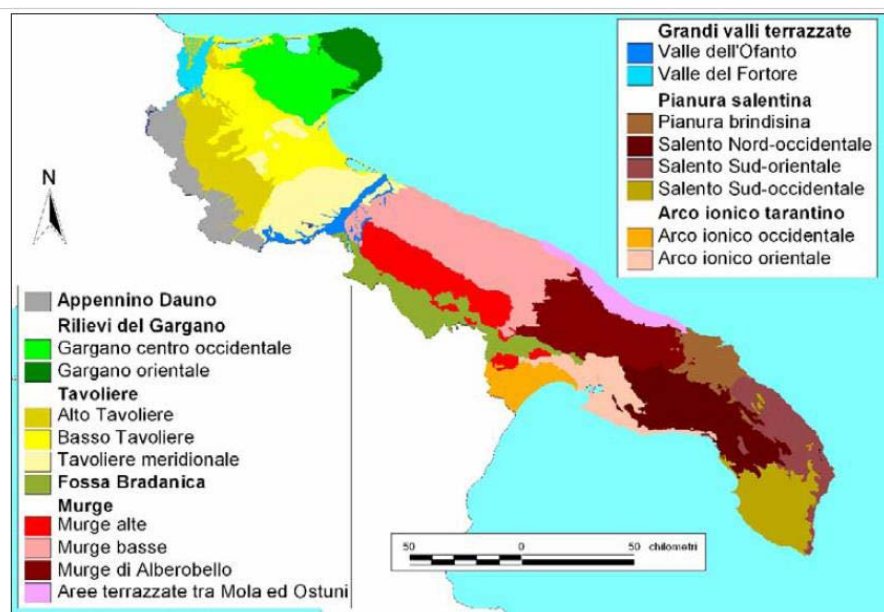 Grandi valli terrazzate
Valle dell'Ofanto
Valle del Fortore
Pianura salentina
Pianura brindisina
Salento Nord-occidentale
Salento Sud-orientale
Salento Sud-occidentale
Arco ionico tarantino
Arco ionico occidentale
Arco ionico orientale
N
Appennino Dauno
Rilievi del Gargano
Gargano centro occidentale
Gargano orientale
Tavoliere
Alto Tavoliere
Basso Tavoliere
Tavoliere meridionale
Fossa Bradanica
Murge
Murge alte
Murge basse
Murge di Alberobello
Aree terrazzate tra Mola ed Ostuni
50 0 50 chilometri